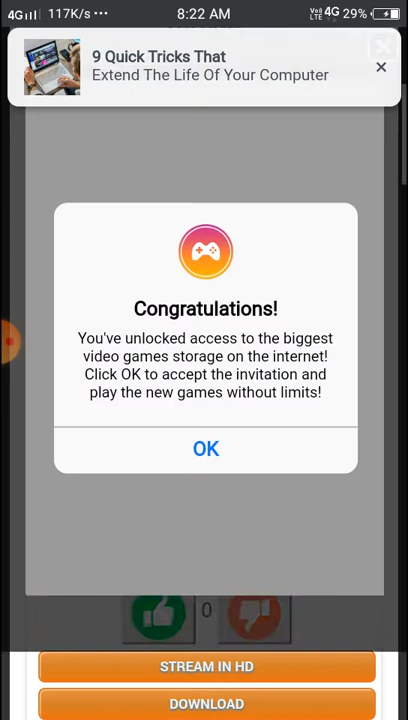 4G 117K/s ••• 8:22 AM 4G 29%
9 Quick Tricks That
Extend The Life Of Your Computer
Congratulations!
You've unlocked access to the biggest
video games storage on the internet!
Click OK to accept the invitation and
play the new games without limits!
OK
0
STREAM IN HD
DOWNLOAD